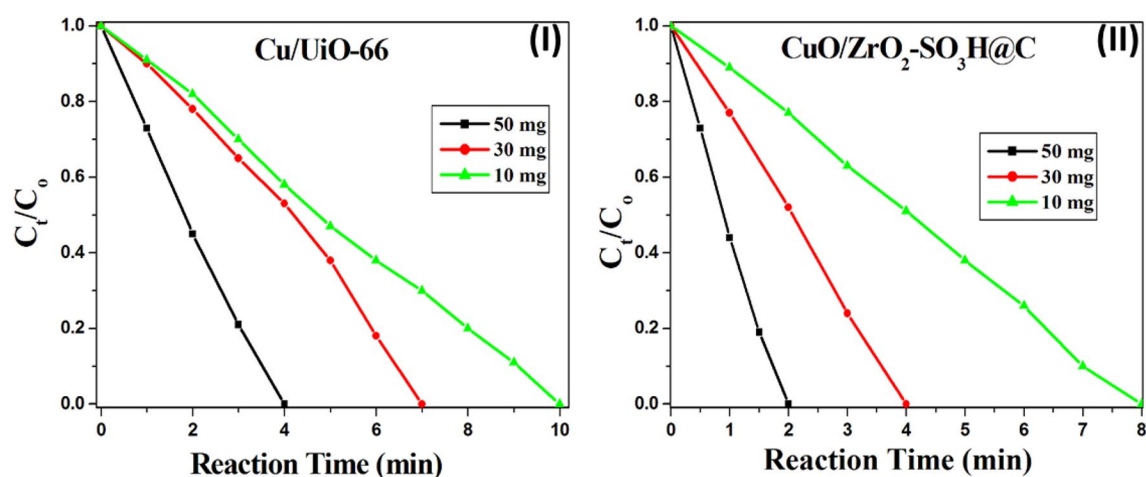 Cu/UiO-66
(I)
50 mg
30 mg
10 mg
1.0
0.8
0.6
0.4
0.2
0.0
Cₜ/Cₒ
0 2 4 6 8 10
Reaction Time (min)
CuO/ZrO₂-SO₃H@C
(II)
50 mg
30 mg
10 mg
1.0
0.8
0.6
0.4
0.2
0.0
Cₜ/Cₒ
0 1 2 3 4 5 6 7 8
Reaction Time (min)